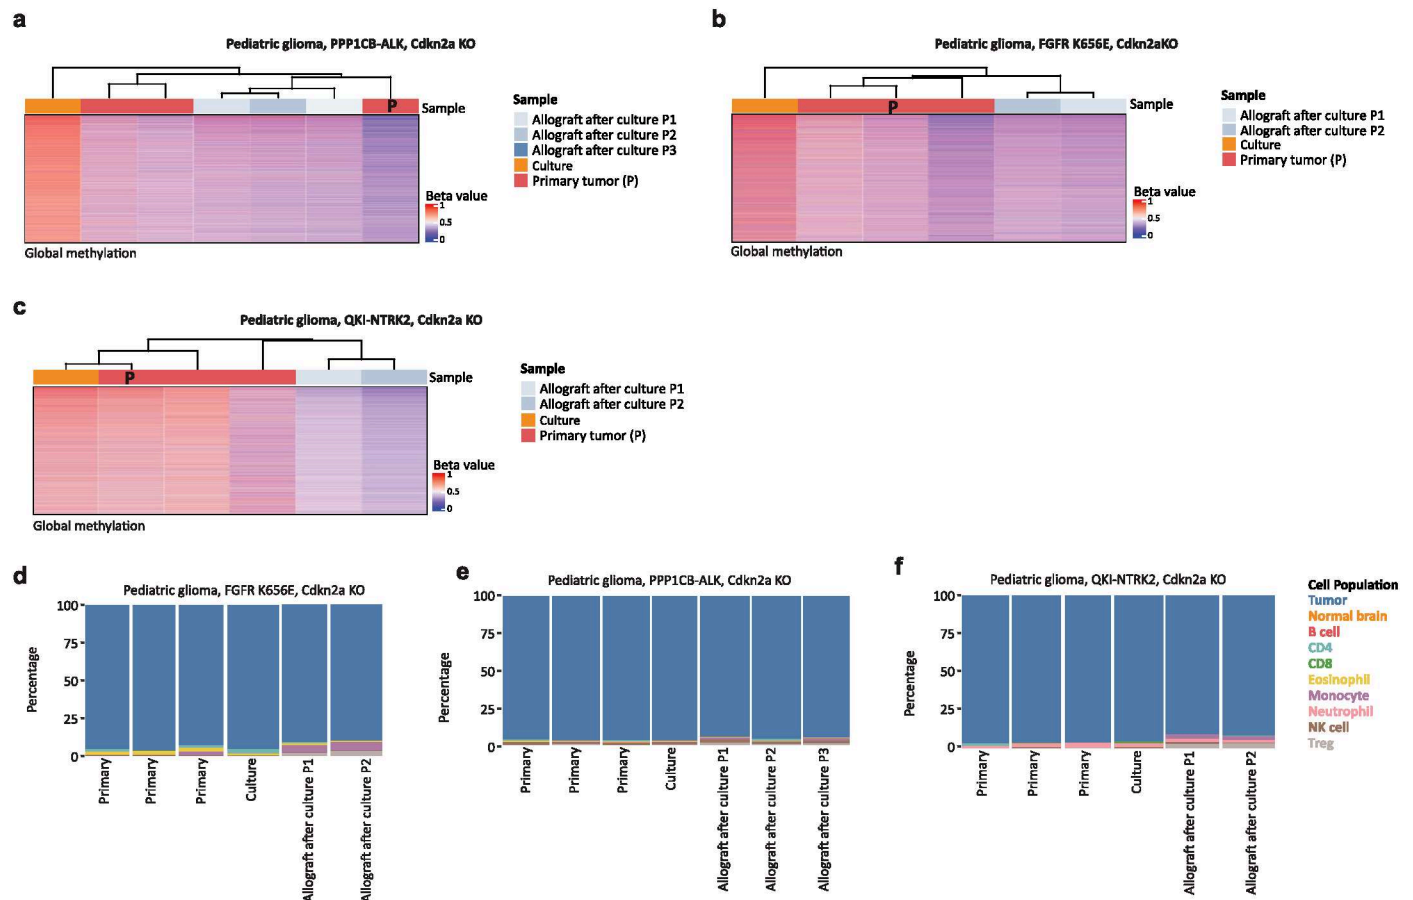 a
Pediatric glioma, PPP1CB-ALK, Cdkn2a KO
P
Sample
Sample
Allograft after culture P1
Allograft after culture P2
Allograft after culture P3
Culture
Primary tumor (P)
Beta value
1
0.5
0
Global methylation
b
Pediatric glioma, FGFR K656E, Cdkn2aKO
P
Sample
Sample
Allograft after culture P1
Allograft after culture P2
Culture
Primary tumor (P)
Beta value
1
0.5
0
Global methylation
c
Pediatric glioma, QKI-NTRK2, Cdkn2a KO
P
Sample
Sample
Allograft after culture P1
Allograft after culture P2
Culture
Primary tumor (P)
Beta value
1
0.5
0
Global methylation
d
Pediatric glioma, FGFR K656E, Cdkn2a KO
Percentage
100
75
50
25
0
Primary
Primary
Primary
Culture
Allograft after culture P1
Allograft after culture P2
e
Pediatric glioma, PPP1CB-ALK, Cdkn2a KO
Percentage
100
75
50
25
0
Primary
Primary
Primary
Culture
Allograft after culture P1
Allograft after culture P2
Allograft after culture P3
f
Pediatric glioma, QKI-NTRK2, Cdkn2a KO
Percentage
100
75
50
25
0
Primary
Primary
Primary
Culture
Allograft after culture P1
Allograft after culture P2
Cell Population
Tumor
Normal brain
B cell
CD4
CD8
Eosinophil
Monocyte
Neutrophil
NK cell
Treg